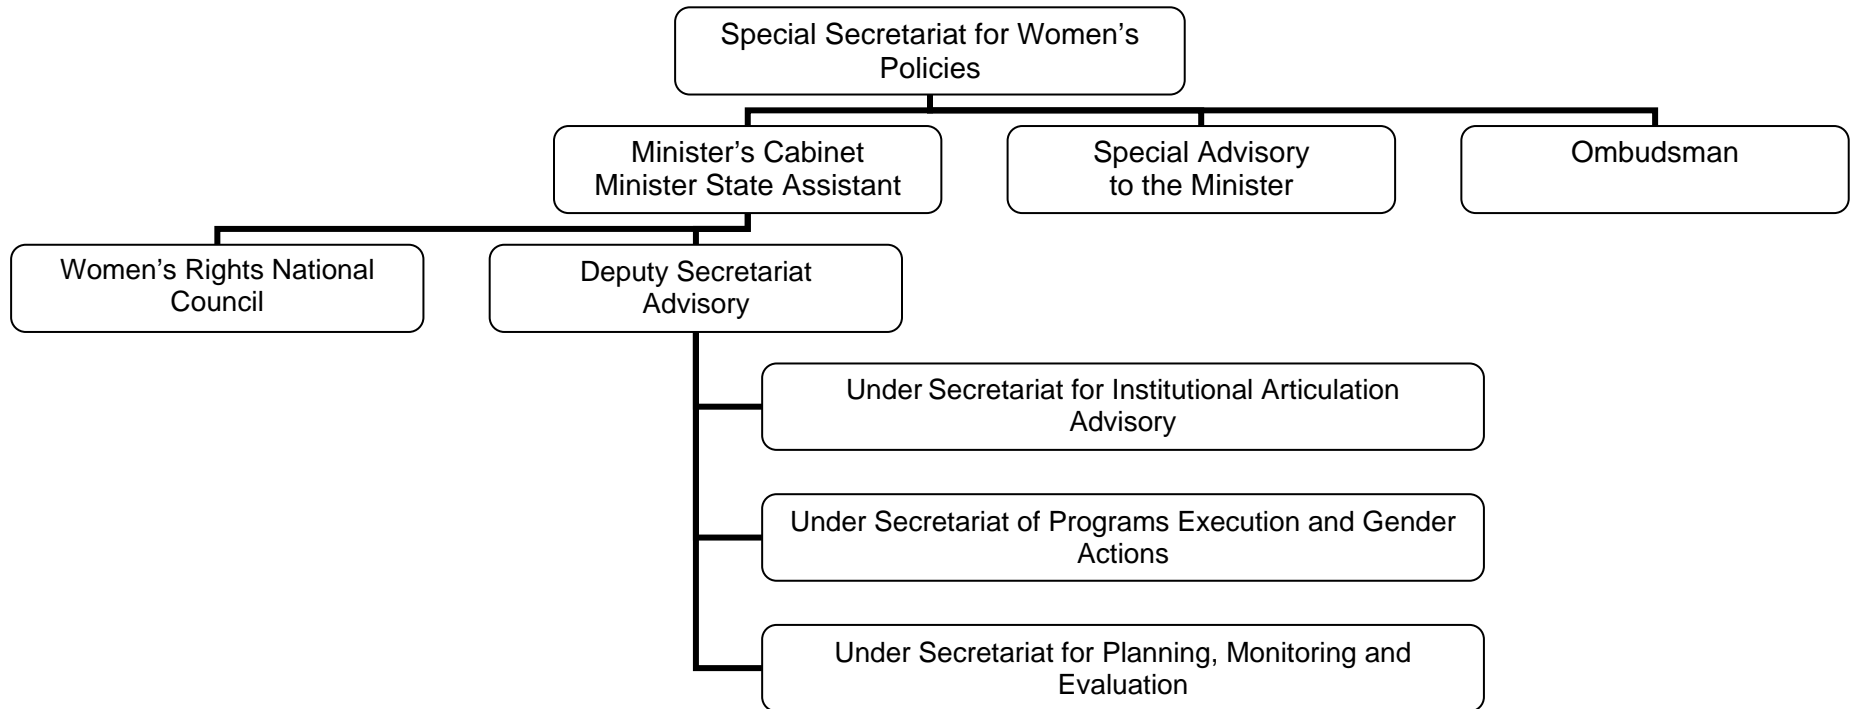 Special Secretariat for Women’s
Policies
Minister’s Cabinet
Minister State Assistant
Special Advisory
to the Minister
Ombudsman
Women’s Rights National
Council
Deputy Secretariat
Advisory
Under Secretariat for Institutional Articulation
Advisory
Under Secretariat of Programs Execution and Gender
Actions
Under Secretariat for Planning, Monitoring and
Evaluation